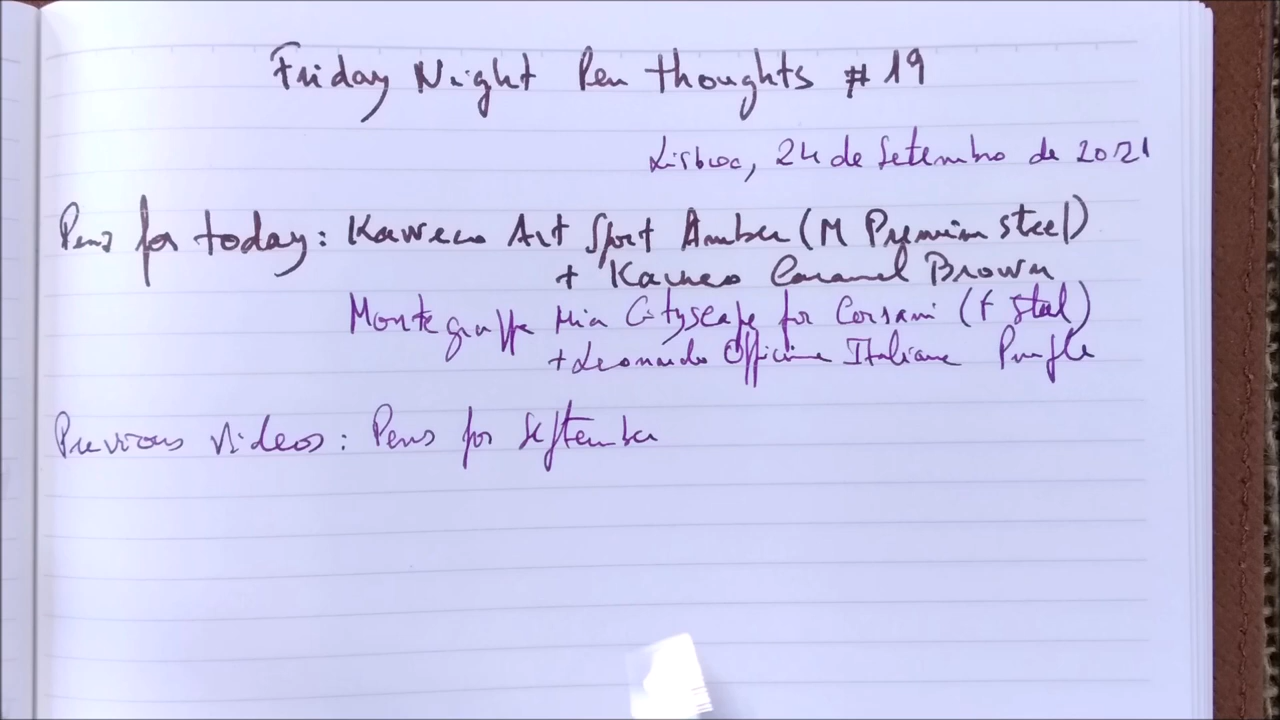 Friday Night Pen thoughts #19
Lisboa, 24 de Setembro de 2021
Pens for today: Kaweco Art Sport Amber (M Premium steel)
+ Kaweco Caramel Brown
Montegrappa Mia Cityscape for Corsani (F steel)
+ Leonardo Officina Italiana Purple
Previous videos: Pens for September